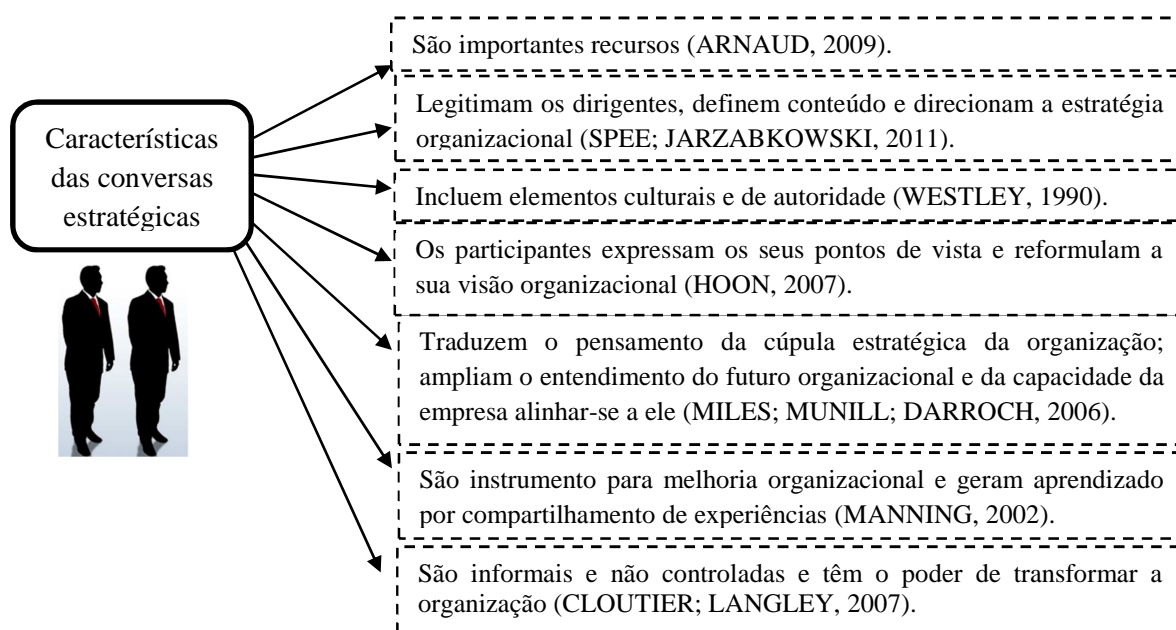 Características
das conversas
estratégicas
São importantes recursos (ARNAUD, 2009).
Legitimam os dirigentes, definem conteúdo e direcionam a estratégia
organizacional (SPEE; JARZABKOWSKI, 2011).
Incluem elementos culturais e de autoridade (WESTLEY, 1990).
Os participantes expressam os seus pontos de vista e reformulam a
sua visão organizacional (HOON, 2007).
Traduzem o pensamento da cúpula estratégica da organização;
ampliam o entendimento do futuro organizacional e da capacidade da
empresa alinhar-se a ele (MILES; MUNILL; DARROCH, 2006).
São instrumento para melhoria organizacional e geram aprendizado
por compartilhamento de experiências (MANNING, 2002).
São informais e não controladas e têm o poder de transformar a
organização (CLOUTIER; LANGLEY, 2007).